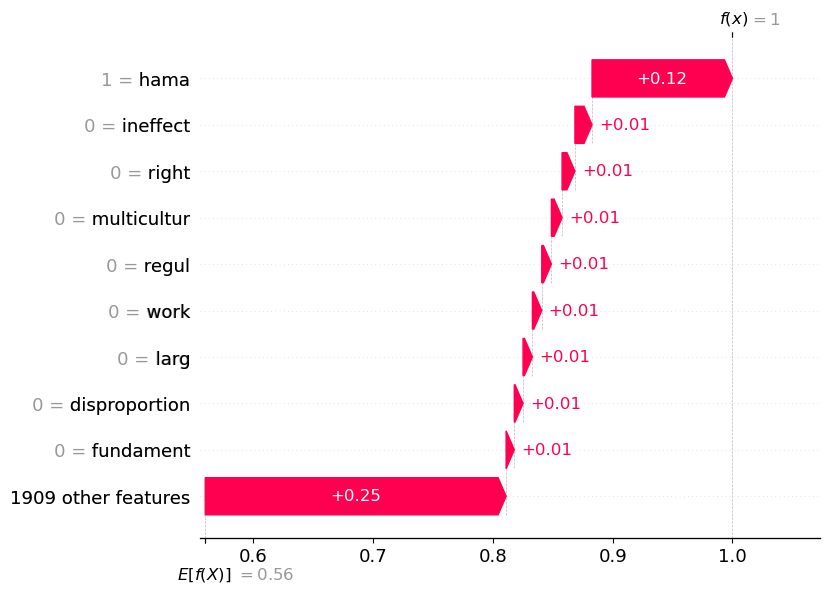 f(x) = 1
1 = hama
+0.12
0 = ineffect
+0.01
0 = right
+0.01
0 = multicultur
+0.01
0 = regul
+0.01
0 = work
+0.01
0 = larg
+0.01
0 = disproportion
+0.01
0 = fundament
+0.01
1909 other features
+0.25
0.6 0.7 0.8 0.9 1.0
E[f(X)] = 0.56